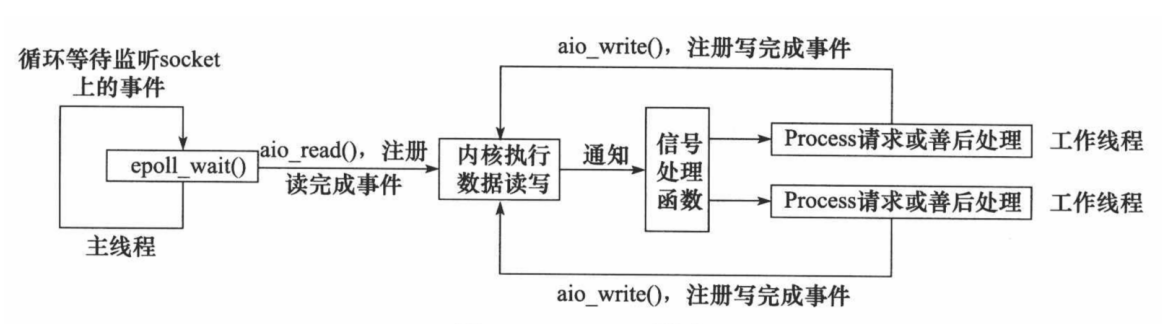 循环等待监听socket
上的事件
epoll_wait()
主线程
aio_read()，注册
读完成事件
内核执行
数据读写
通知
信号
处理
函数
aio_write()，注册写完成事件
Process请求或善后处理
工作线程
Process请求或善后处理
工作线程
aio_write()，注册写完成事件